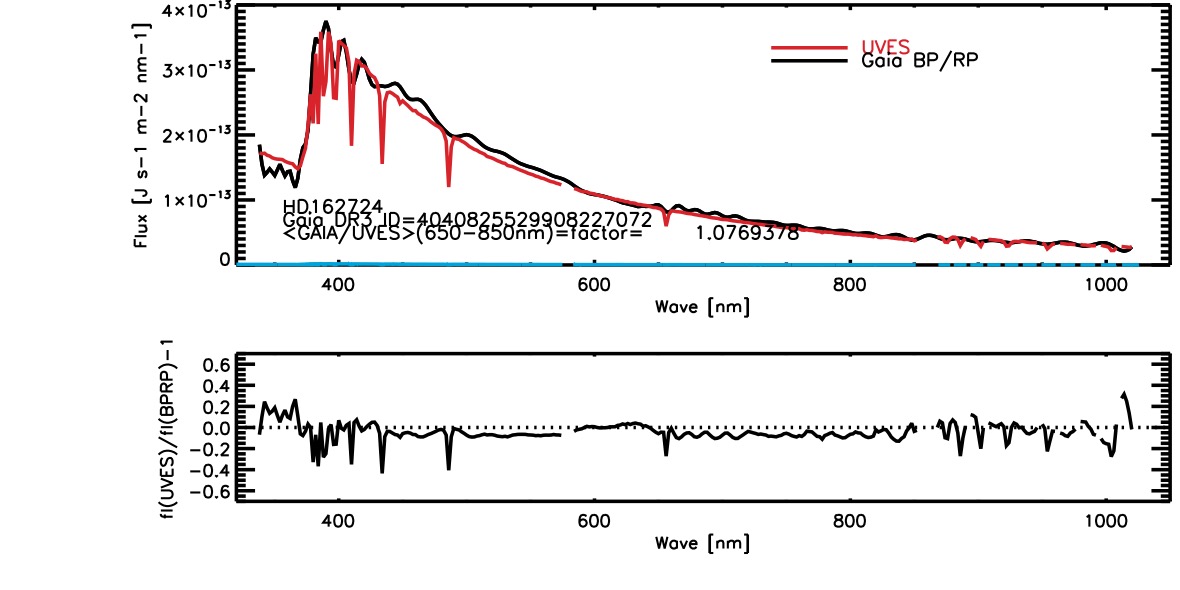 4×10−13
3×10−13
2×10−13
1×10−13
0
Flux [J s−1 m−2 nm−1]
UVES
Gaia BP/RP
HD162724
Gaia DR3 ID=4040825529908227072
<GAIA/UVES>(650−850nm)=factor= 1.0769378
400 600 800 1000
Wave [nm]
fl(UVES)/fl(BPRP)−1
0.6
0.4
0.2
0.0
−0.2
−0.4
−0.6
400 600 800 1000
Wave [nm]